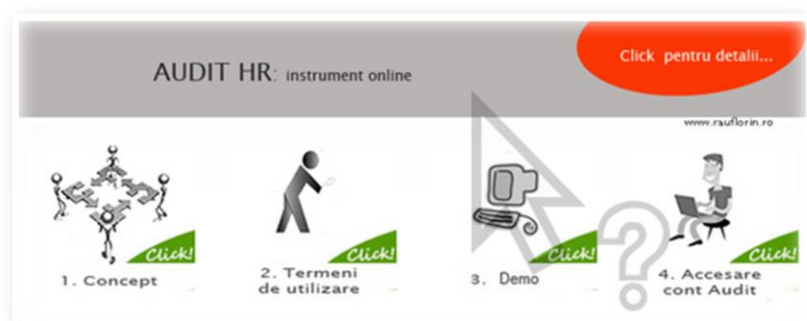 AUDIT HR: instrument online
Click pentru detalii...
www.rauflorin.ro
Click!
Click!
Click!
Click!
1. Concept
2. Termeni
de utilizare
3. Demo
4. Accesare
cont Audit
?